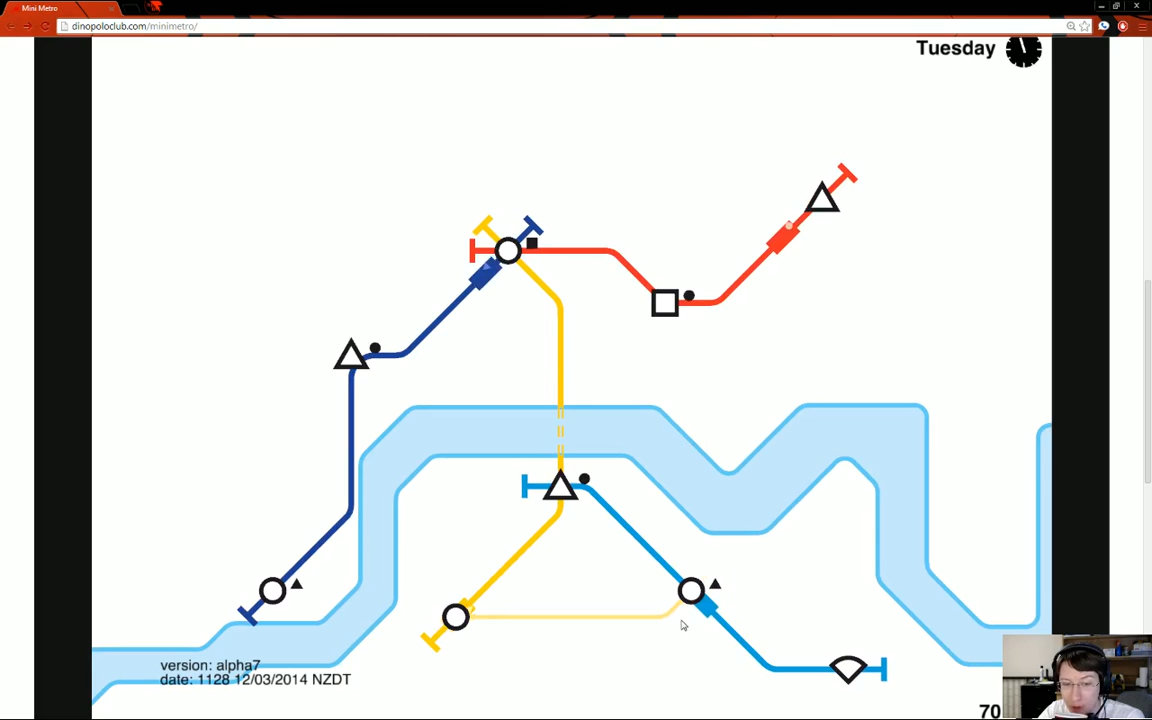 Mini Metro
dinopoloclub.com/minimetro/
Tuesday
version: alpha7
date: 1128 12/03/2014 NZDT
70